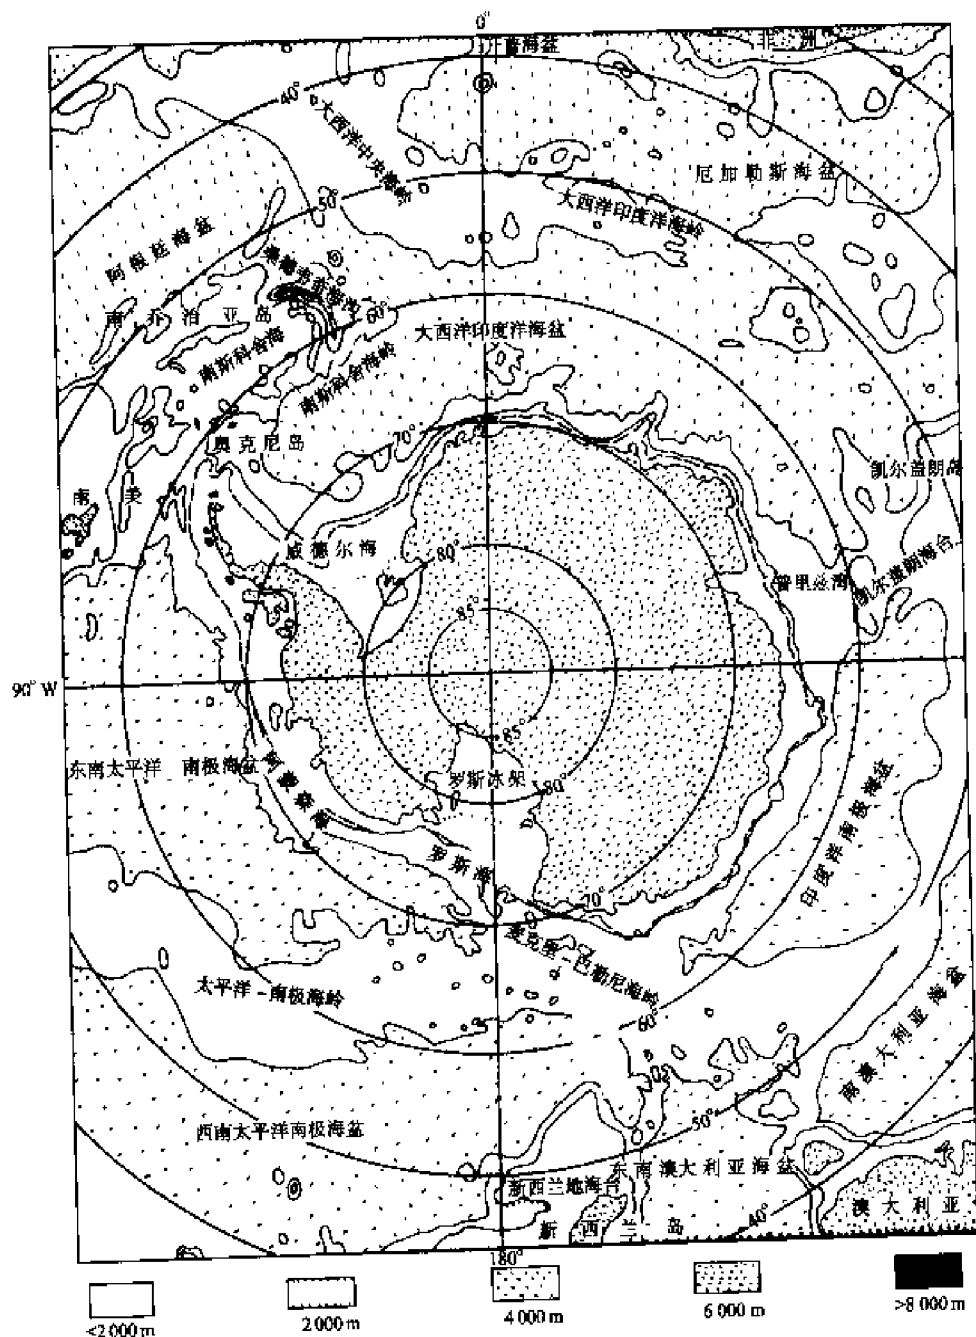 0°
开普海盆
非 洲
40°
大西洋中央海岭
厄加勒斯海盆
50°
大西洋印度洋海岭
阿根廷海盆
南 乔 治 亚 岛
60°
大西洋印度洋海盆
南斯科舍海
南斯科舍海岭
70°
奥克尼岛
凯尔盖朗岛
南 美
威德尔海
80°
普里兹湾
凯尔盖朗海台
85°
90° W
85°
东南太平洋－南极海盆
罗斯冰架
80°
印度洋南极海盆
罗斯海
70°
麦克里－巴勒尼海岭
太平洋－南极海岭
60°
南澳大利亚海盆
西南太平洋南极海盆
50°
东南澳大利亚海盆
新西兰地海台
澳 大 利 亚
新 西 兰 岛
40°
180°
<2 000 m
2 000 m
4 000 m
6 000 m
>8 000 m